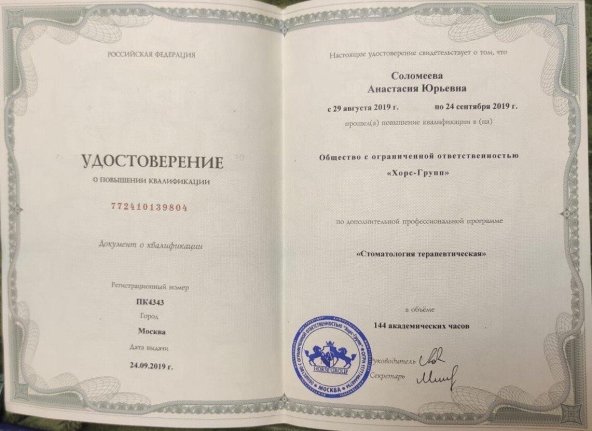 РОССИЙСКАЯ ФЕДЕРАЦИЯ
УДОСТОВЕРЕНИЕ
О ПОВЫШЕНИИ КВАЛИФИКАЦИИ
772410139804
Документ о квалификации
Регистрационный номер
ПК4343
Город
Москва
Дата выдачи
24.09.2019 г.
Настоящее удостоверение свидетельствует о том, что
Соломеева
Анастасия Юрьевна
с 29 августа 2019 г. по 24 сентября 2019 г.
прошел(а) повышение квалификации в (на)
Общество с ограниченной ответственностью
«Хорс-Групп»
по дополнительной профессиональной программе
«Стоматология терапевтическая»
в объёме
144 академических часов
Руководитель
Секретарь
МОСКВА